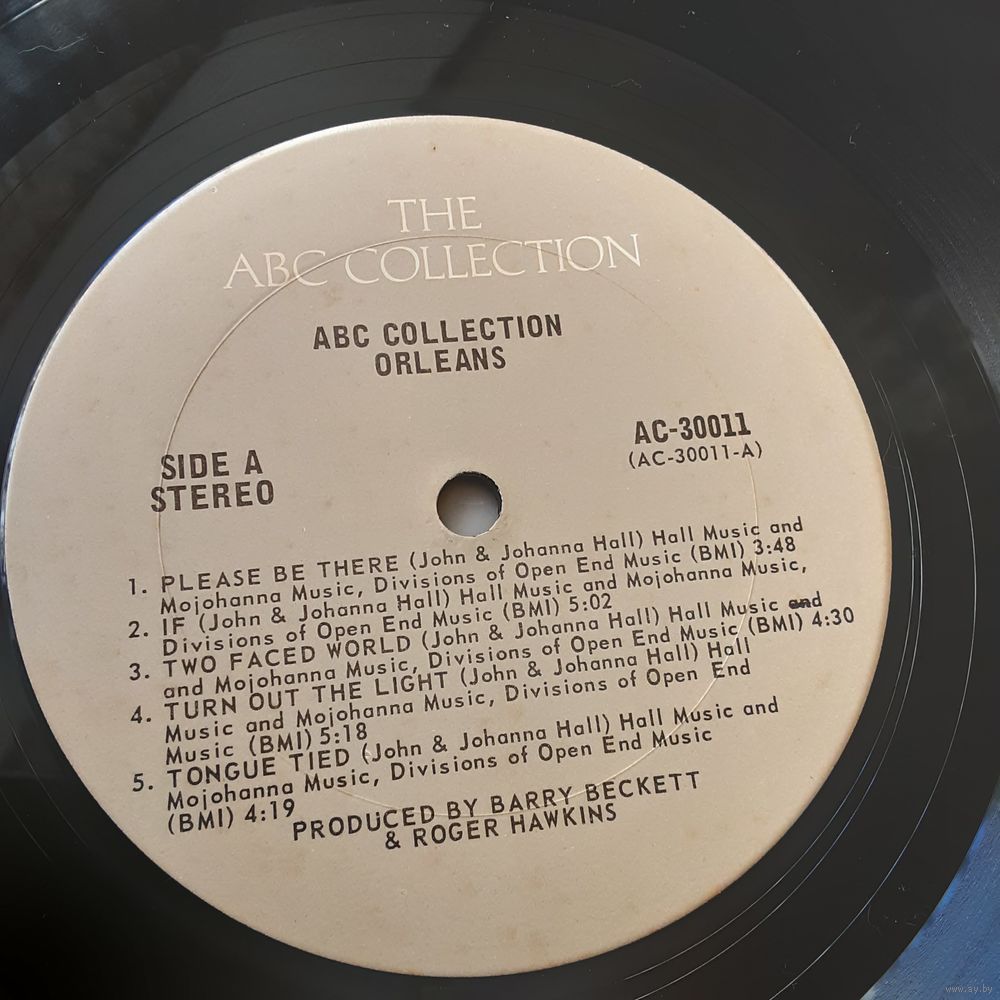 THE
ABC COLLECTION
ABC COLLECTION
ORLEANS
SIDE A
STEREO
AC-30011
(AC-30011-A)
1. PLEASE BE THERE (John & Johanna Hall) Hall Music and
Mojohanna Music, Divisions of Open End Music (BMI) 3:48
2. IF (John & Johanna Hall) Hall Music and Mojohanna Music,
Divisions of Open End Music (BMI) 5:02
3. TWO FACED WORLD (John & Johanna Hall) Hall Music and
and Mojohanna Music, Divisions of Open End Music (BMI) 4:30
4. TURN OUT THE LIGHT (John & Johanna Hall) Hall
Music and Mojohanna Music, Divisions of Open End
Music (BMI) 5:18
5. TONGUE TIED (John & Johanna Hall) Hall Music and
Mojohanna Music, Divisions of Open End Music
(BMI) 4:19
PRODUCED BY BARRY BECKETT
& ROGER HAWKINS
www.ay.by